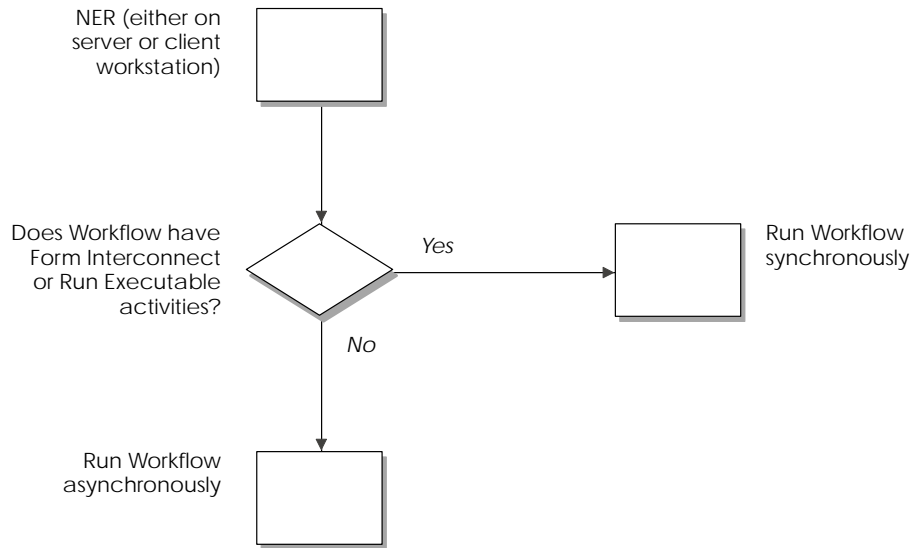 NER (either on
server or client
workstation)
Does Workflow have
Form Interconnect
or Run Executable
activities?
Yes
Run Workflow
synchronously
No
Run Workflow
asynchronously